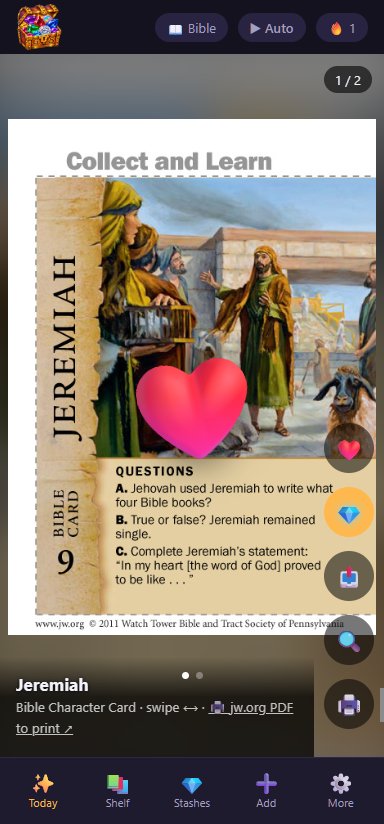 Bible
Auto
1
1 / 2
Collect and Learn
JEREMIAH
BIBLE
CARD
9
QUESTIONS
A. Jehovah used Jeremiah to write what
four Bible books?
B. True or false? Jeremiah remained
single.
C. Complete Jeremiah's statement:
“In my heart [the word of God] proved
to be like . . . ”
www.jw.org © 2011 Watch Tower Bible and Tract Society of Pennsylvania
Jeremiah
Bible Character Card · swipe ↔ · jw.org PDF
to print ↗
Today
Shelf
Stashes
Add
More